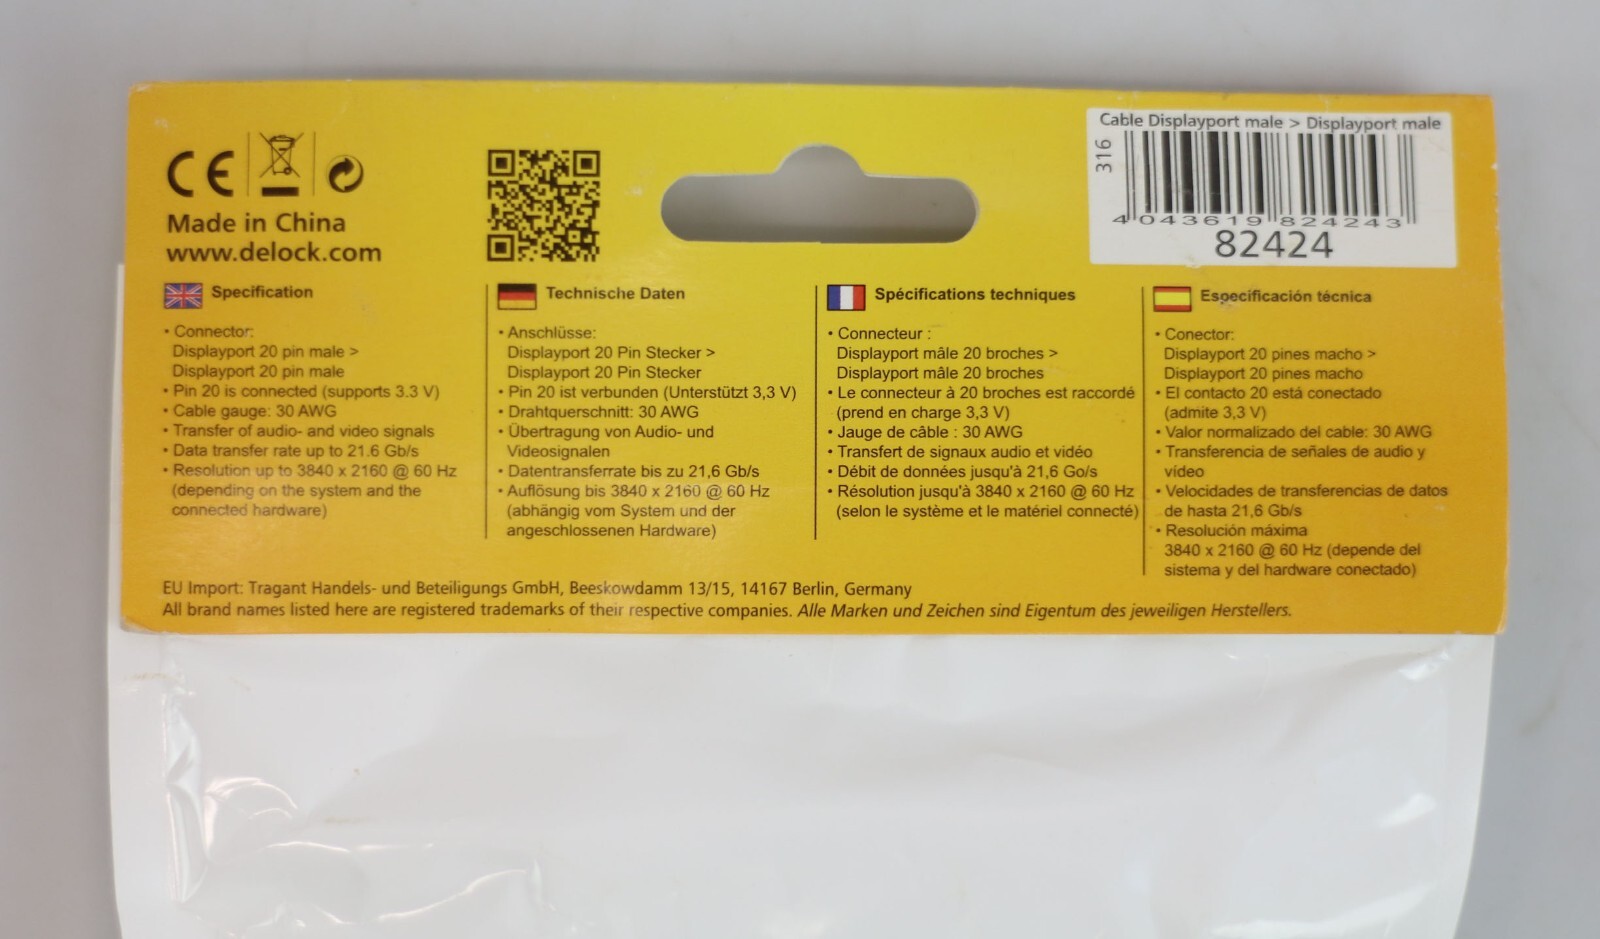 CE
Made in China
www.delock.com
Cable Displayport male > Displayport male
316
4 043619 824243
82424
Specification
• Connector:
Displayport 20 pin male >
Displayport 20 pin male
• Pin 20 is connected (supports 3.3 V)
• Cable gauge: 30 AWG
• Transfer of audio- and video signals
• Data transfer rate up to 21.6 Gb/s
• Resolution up to 3840 x 2160 @ 60 Hz
(depending on the system and the
connected hardware)
Technische Daten
• Anschlüsse:
Displayport 20 Pin Stecker >
Displayport 20 Pin Stecker
• Pin 20 ist verbunden (Unterstützt 3,3 V)
• Drahtquerschnitt: 30 AWG
• Übertragung von Audio- und
Videosignalen
• Datentransferrate bis zu 21,6 Gb/s
• Auflösung bis 3840 x 2160 @ 60 Hz
(abhängig vom System und der
angeschlossenen Hardware)
Spécifications techniques
• Connecteur :
Displayport mâle 20 broches >
Displayport mâle 20 broches
• Le connecteur à 20 broches est raccordé
(prend en charge 3,3 V)
• Jauge de câble : 30 AWG
• Transfert de signaux audio et vidéo
• Débit de données jusqu'à 21,6 Go/s
• Résolution jusqu'à 3840 x 2160 @ 60 Hz
(selon le système et le matériel connecté)
Especificación técnica
• Conector:
Displayport 20 pines macho >
Displayport 20 pines macho
• El contacto 20 está conectado
(admite 3,3 V)
• Valor normalizado del cable: 30 AWG
• Transferencia de señales de audio y
vídeo
• Velocidades de transferencias de datos
de hasta 21,6 Gb/s
• Resolución máxima
3840 x 2160 @ 60 Hz (depende del
sistema y del hardware conectado)
EU Import: Tragant Handels- und Beteiligungs GmbH, Beeskowdamm 13/15, 14167 Berlin, Germany
All brand names listed here are registered trademarks of their respective companies. Alle Marken und Zeichen sind Eigentum des jeweiligen Herstellers.